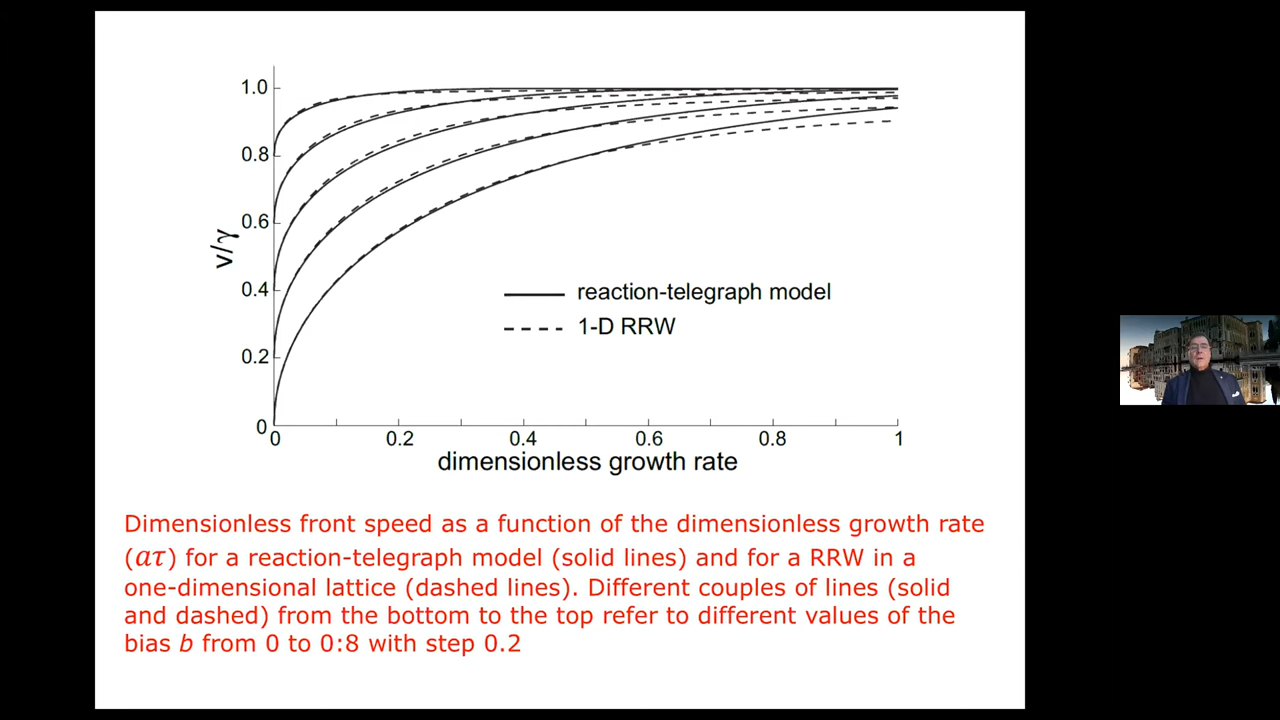 1.0
0.8
0.6
0.4
0.2
0
v/γ
reaction-telegraph model
1-D RRW
0 0.2 0.4 0.6 0.8 1
dimensionless growth rate
Dimensionless front speed as a function of the dimensionless growth rate
(aτ) for a reaction-telegraph model (solid lines) and for a RRW in a
one-dimensional lattice (dashed lines). Different couples of lines (solid
and dashed) from the bottom to the top refer to different values of the
bias b from 0 to 0:8 with step 0.2